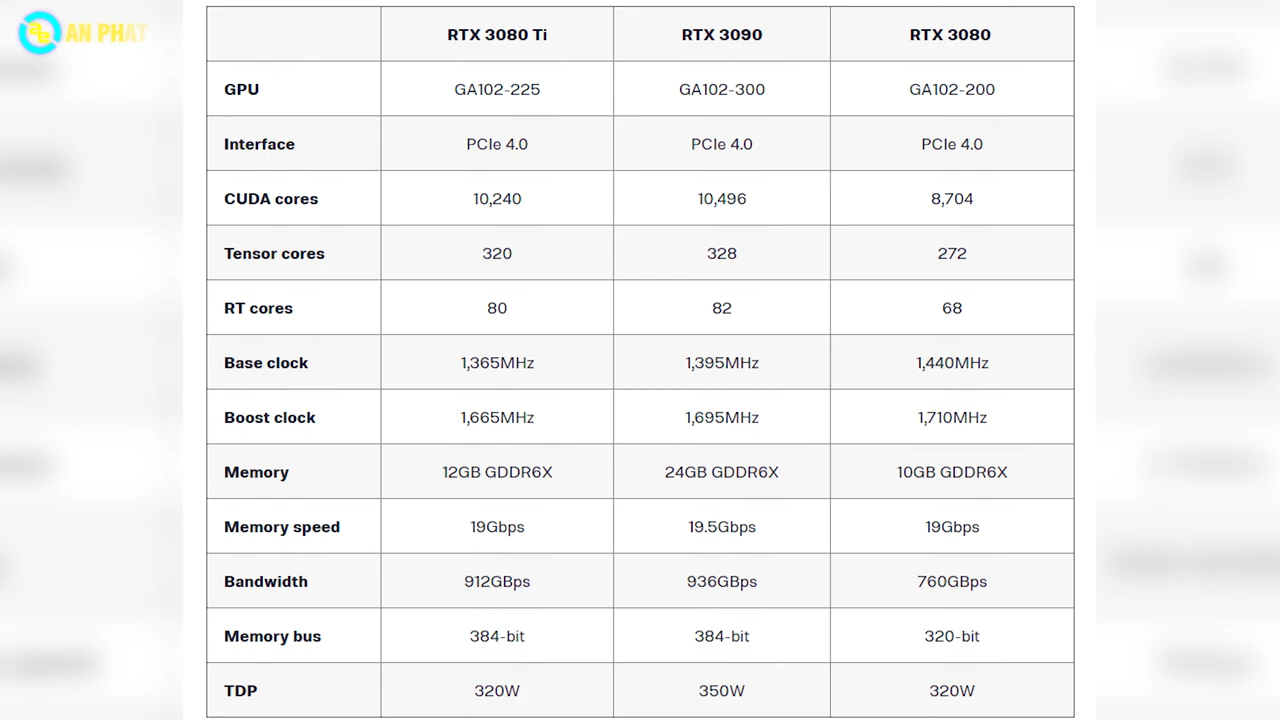 AN PHAT
RTX 3080 Ti RTX 3090 RTX 3080
GPU GA102-225 GA102-300 GA102-200
Interface PCIe 4.0 PCIe 4.0 PCIe 4.0
CUDA cores 10,240 10,496 8,704
Tensor cores 320 328 272
RT cores 80 82 68
Base clock 1,365MHz 1,395MHz 1,440MHz
Boost clock 1,665MHz 1,695MHz 1,710MHz
Memory 12GB GDDR6X 24GB GDDR6X 10GB GDDR6X
Memory speed 19Gbps 19.5Gbps 19Gbps
Bandwidth 912GBps 936GBps 760GBps
Memory bus 384-bit 384-bit 320-bit
TDP 320W 350W 320W